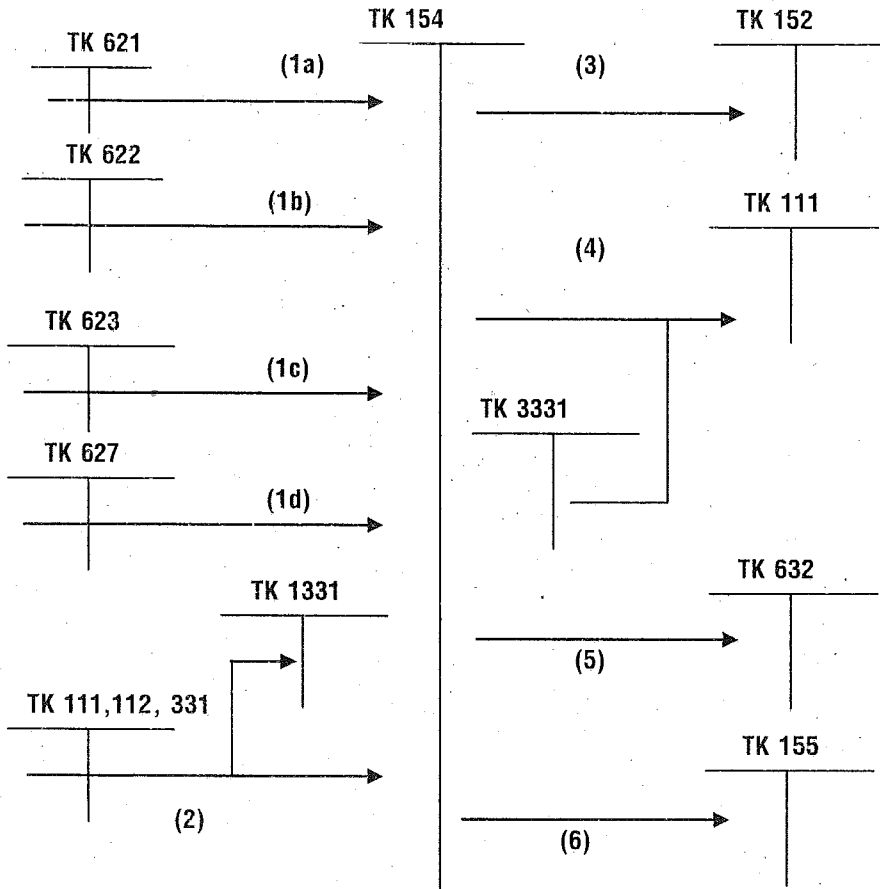 TK 154
TK 152
TK 621
(1a)
(3)
TK 622
(1b)
TK 111
(4)
TK 623
(1c)
TK 3331
TK 627
(1d)
TK 1331
TK 632
(5)
TK 111,112, 331
TK 155
(2)
(6)